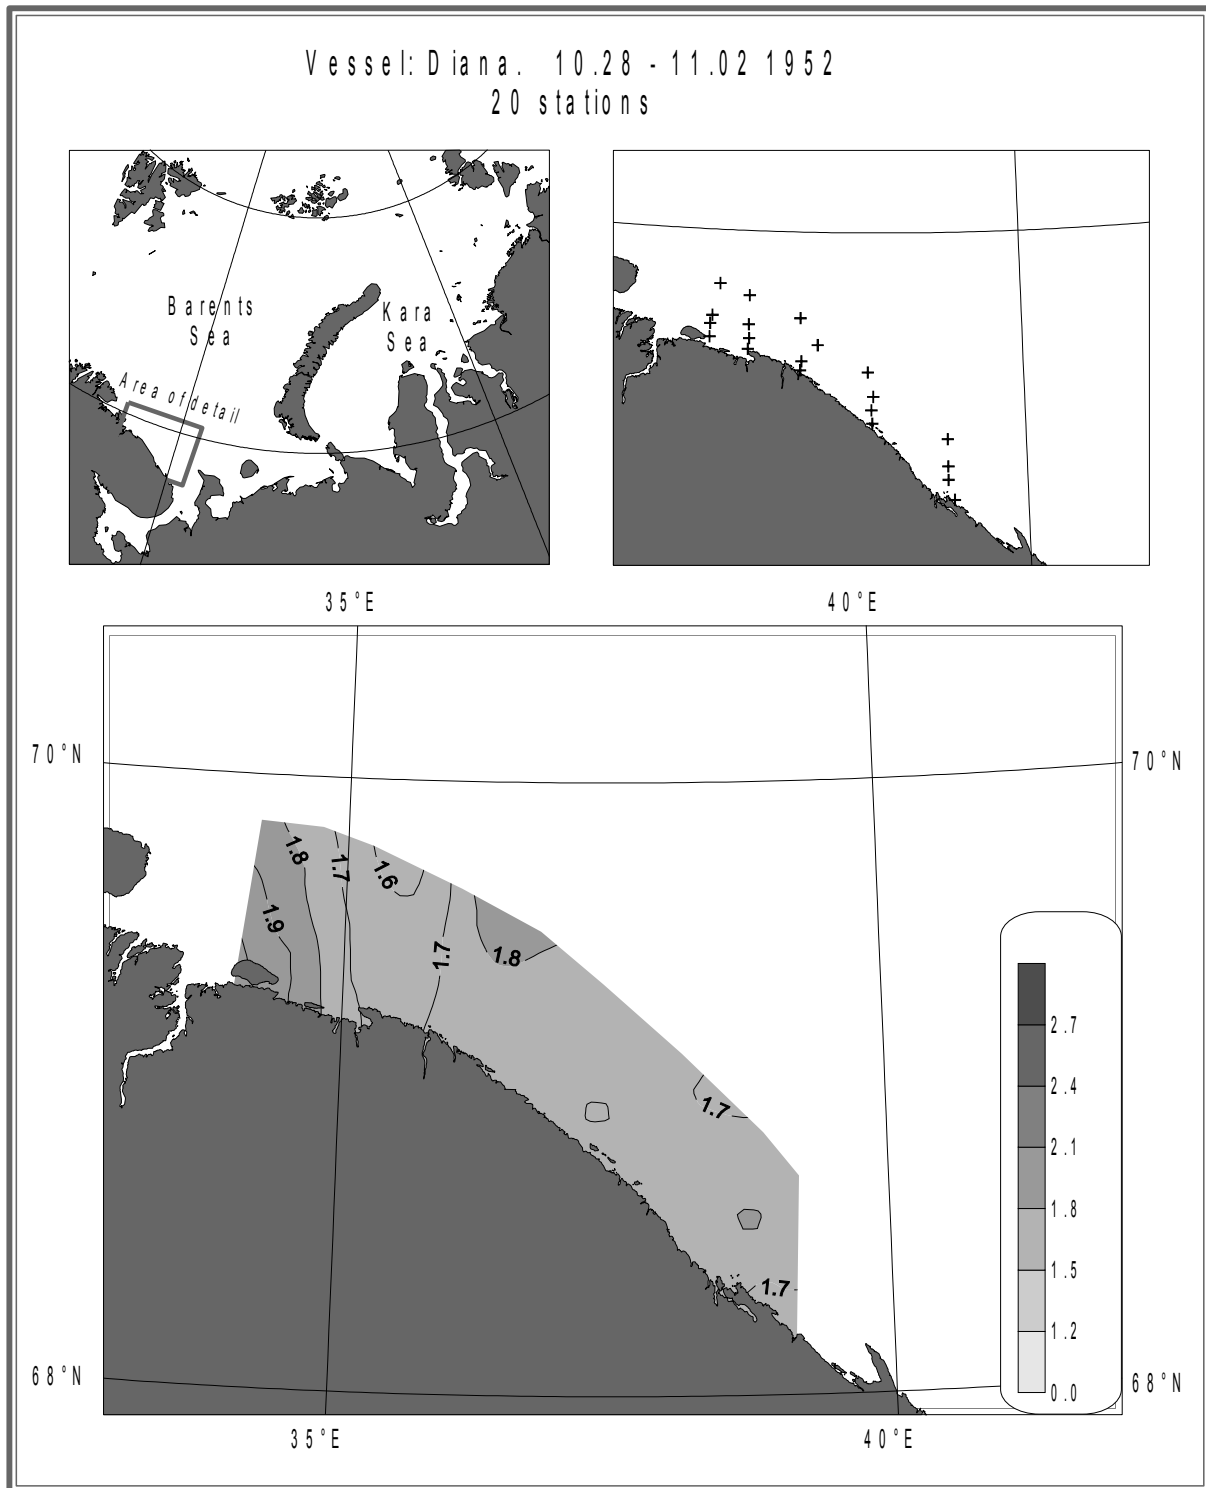 Vessel: Diana. 10.28 - 11.02 1952
20 stations
Barents
Sea
Kara
Sea
Area of detail
35°E
40°E
70°N
70°N
1.8
1.7
1.6
1.9
1.7
1.8
1.7
1.7
2.7
2.4
2.1
1.8
1.5
1.2
0.0
68°N
68°N
35°E
40°E